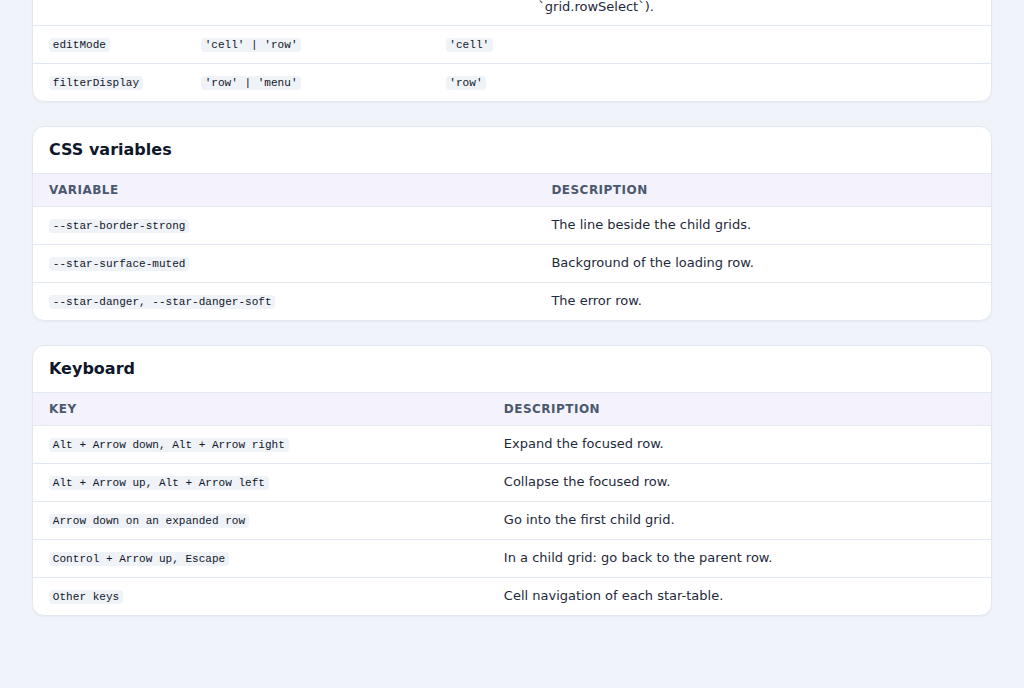 `grid.rowSelect`).
editMode 'cell' | 'row' 'cell'
filterDisplay 'row' | 'menu' 'row'
CSS variables
VARIABLE DESCRIPTION
--star-border-strong The line beside the child grids.
--star-surface-muted Background of the loading row.
--star-danger, --star-danger-soft The error row.
Keyboard
KEY DESCRIPTION
Alt + Arrow down, Alt + Arrow right Expand the focused row.
Alt + Arrow up, Alt + Arrow left Collapse the focused row.
Arrow down on an expanded row Go into the first child grid.
Control + Arrow up, Escape In a child grid: go back to the parent row.
Other keys Cell navigation of each star-table.